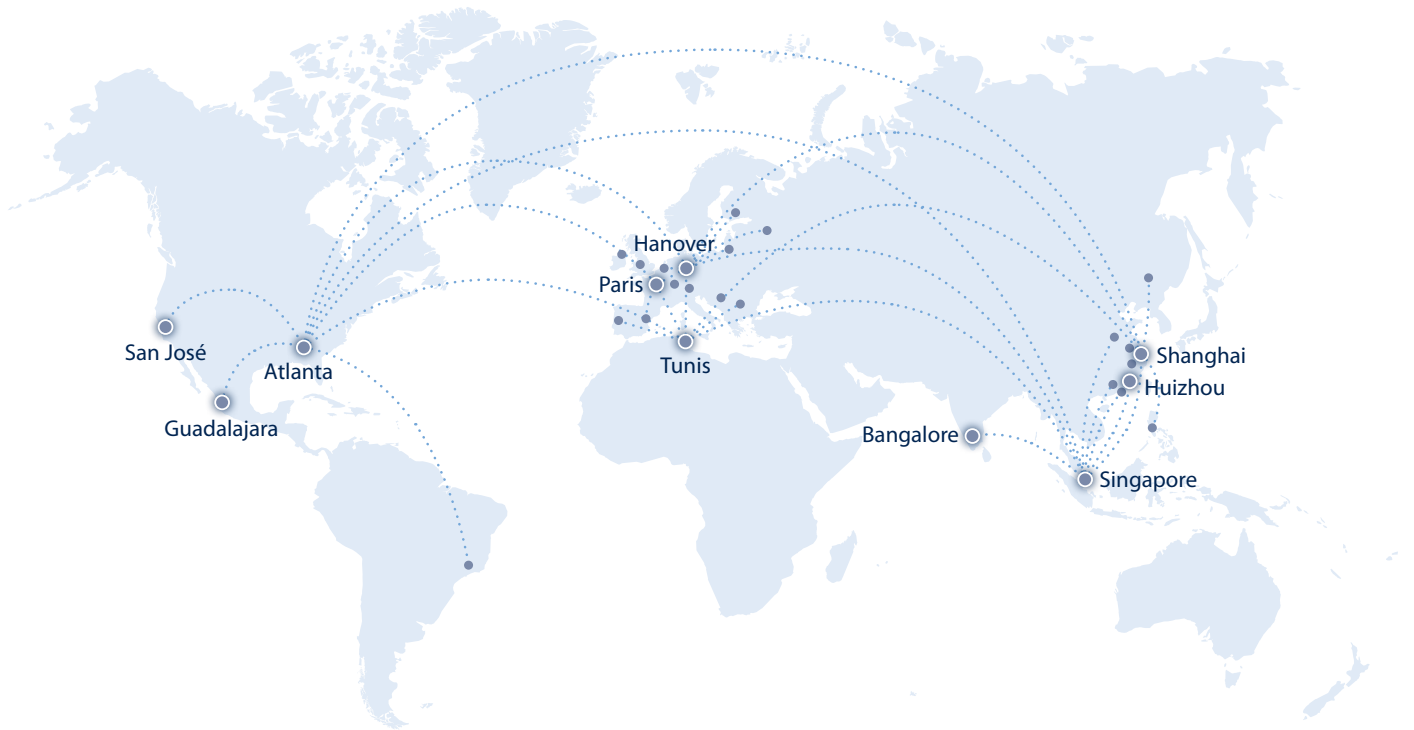 Hanover
Paris
San José
Atlanta
Tunis
Shanghai
Huizhou
Guadalajara
Bangalore
Singapore